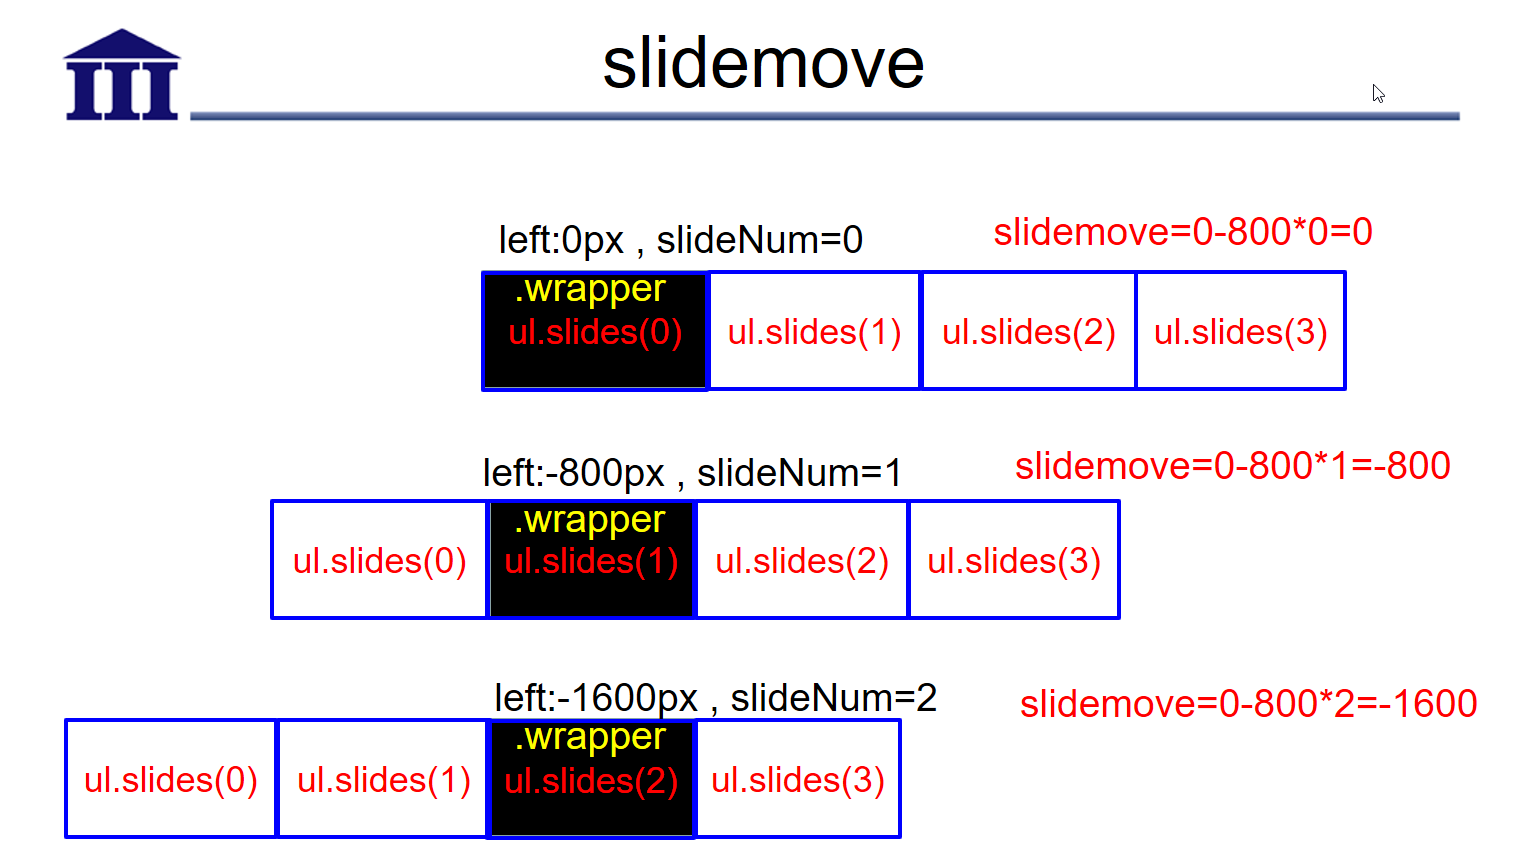 slidemove
left:0px , slideNum=0
slidemove=0-800*0=0
.wrapper
ul.slides(0)
ul.slides(1)
ul.slides(2)
ul.slides(3)
left:-800px , slideNum=1
slidemove=0-800*1=-800
.wrapper
ul.slides(0)
ul.slides(1)
ul.slides(2)
ul.slides(3)
left:-1600px , slideNum=2
slidemove=0-800*2=-1600
.wrapper
ul.slides(0)
ul.slides(1)
ul.slides(2)
ul.slides(3)